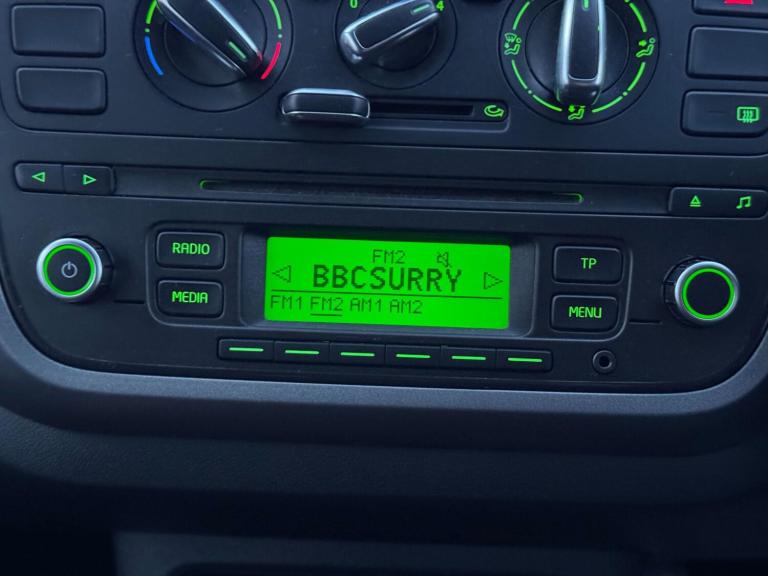 0 4
RADIO
MEDIA
FM2
BBCSURRY
FM1 FM2 AM1 AM2
TP
MENU